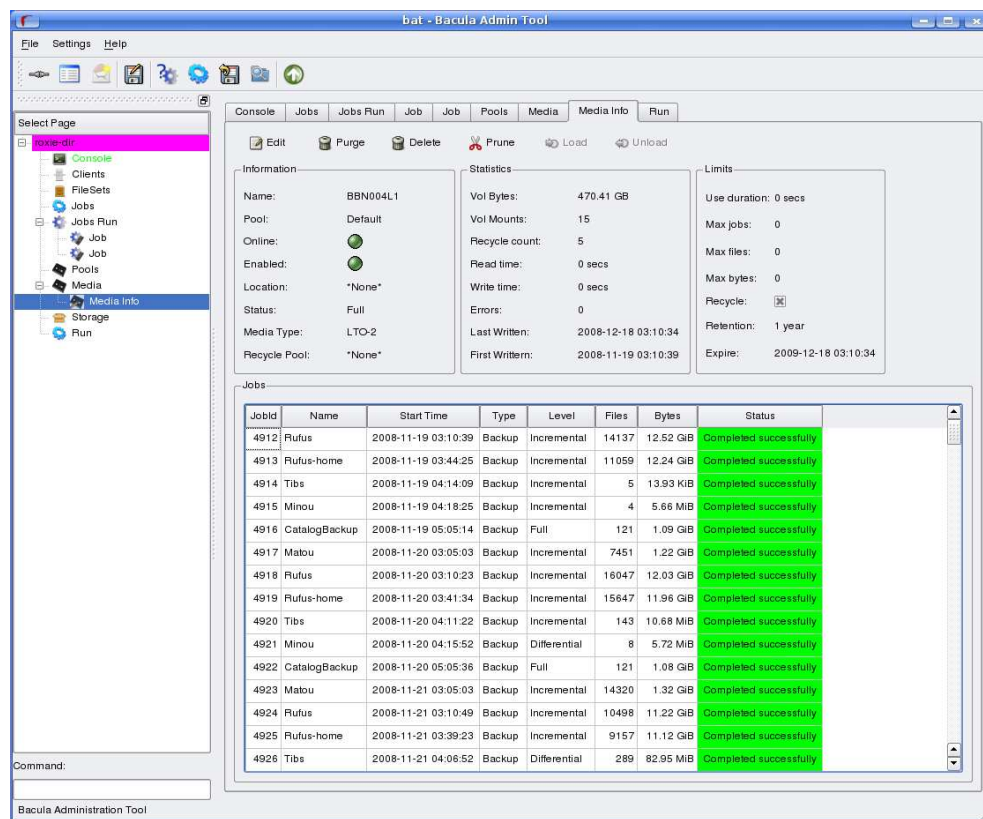 bat - Bacula Admin Tool
File Settings Help
Select Page
roxie-dir
Console
Clients
FileSets
Jobs
Jobs Run
Job
Job
Pools
Media
Media Info
Storage
Run
Command:
Bacula Administration Tool
Console Jobs Jobs Run Job Job Pools Media Media Info Run
Edit Purge Delete Prune Load Unload
Information
Name: BBN004L1
Pool: Default
Online:
Enabled:
Location: *None*
Status: Full
Media Type: LTO-2
Recycle Pool: *None*
Statistics
Vol Bytes: 470.41 GB
Vol Mounts: 15
Recycle count: 5
Read time: 0 secs
Write time: 0 secs
Errors: 0
Last Written: 2008-12-18 03:10:34
First Writtern: 2008-11-19 03:10:39
Limits
Use duration: 0 secs
Max jobs: 0
Max files: 0
Max bytes: 0
Recycle:
Retention: 1 year
Expire: 2009-12-18 03:10:34
Jobs
JobId Name Start Time Type Level Files Bytes Status
4912 Rufus 2008-11-19 03:10:39 Backup Incremental 14137 12.52 GiB Completed successfully
4913 Rufus-home 2008-11-19 03:44:25 Backup Incremental 11059 12.24 GiB Completed successfully
4914 Tibs 2008-11-19 04:14:09 Backup Incremental 5 13.93 KiB Completed successfully
4915 Minou 2008-11-19 04:18:25 Backup Incremental 4 5.66 MiB Completed successfully
4916 CatalogBackup 2008-11-19 05:05:14 Backup Full 121 1.09 GiB Completed successfully
4917 Matou 2008-11-20 03:05:03 Backup Incremental 7451 1.22 GiB Completed successfully
4918 Rufus 2008-11-20 03:10:23 Backup Incremental 16047 12.03 GiB Completed successfully
4919 Rufus-home 2008-11-20 03:41:34 Backup Incremental 15647 11.96 GiB Completed successfully
4920 Tibs 2008-11-20 04:11:22 Backup Incremental 143 10.68 MiB Completed successfully
4921 Minou 2008-11-20 04:15:52 Backup Differential 8 5.72 MiB Completed successfully
4922 CatalogBackup 2008-11-20 05:05:36 Backup Full 121 1.08 GiB Completed successfully
4923 Matou 2008-11-21 03:05:03 Backup Incremental 14320 1.32 GiB Completed successfully
4924 Rufus 2008-11-21 03:10:49 Backup Incremental 10498 11.22 GiB Completed successfully
4925 Rufus-home 2008-11-21 03:39:23 Backup Incremental 9157 11.12 GiB Completed successfully
4926 Tibs 2008-11-21 04:06:52 Backup Differential 289 82.95 MiB Completed successfully